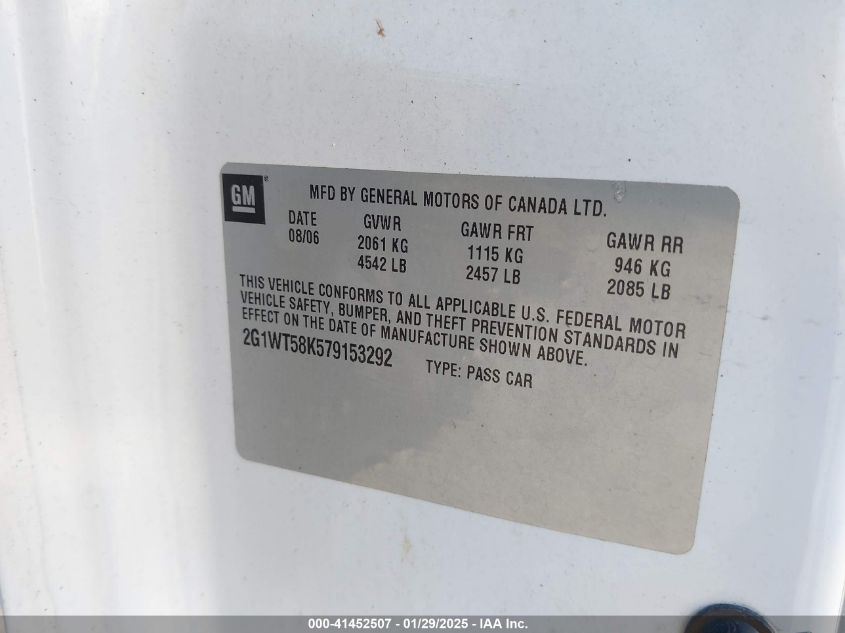 GM®
MFD BY GENERAL MOTORS OF CANADA LTD.
DATE GVWR GAWR FRT GAWR RR
08/06 2061 KG 1115 KG 946 KG
4542 LB 2457 LB 2085 LB
THIS VEHICLE CONFORMS TO ALL APPLICABLE U.S. FEDERAL MOTOR
VEHICLE SAFETY, BUMPER, AND THEFT PREVENTION STANDARDS IN
EFFECT ON THE DATE OF MANUFACTURE SHOWN ABOVE.
2G1WT58K579153292 TYPE: PASS CAR
000-41452507 - 01/29/2025 - IAA Inc.